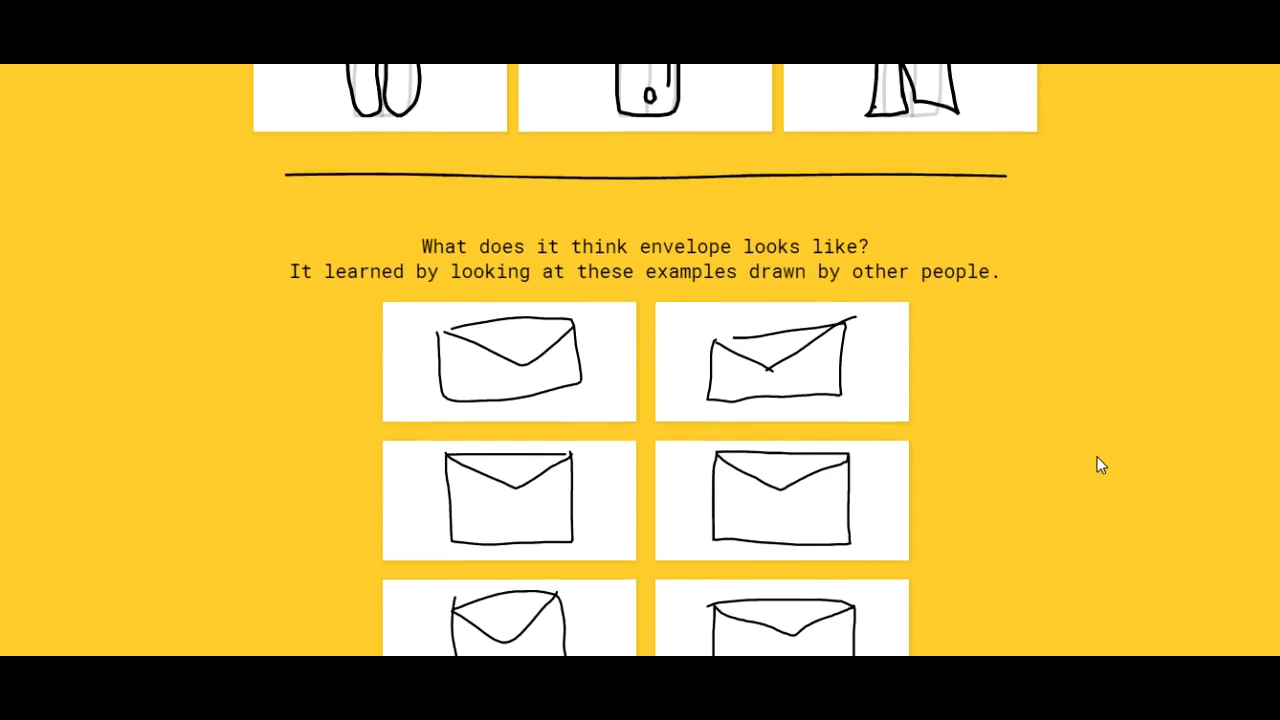 What does it think envelope looks like?
It learned by looking at these examples drawn by other people.